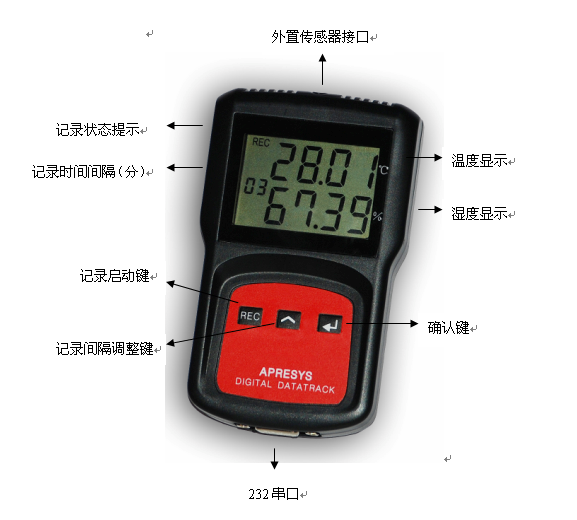 外置传感器接口
记录状态提示
REC
28.01
℃
温度显示
记录时间间隔(分)
03
67.39
%
湿度显示
记录启动键
REC
确认键
记录间隔调整键
APRESYS
DIGITAL DATATRACK
232串口